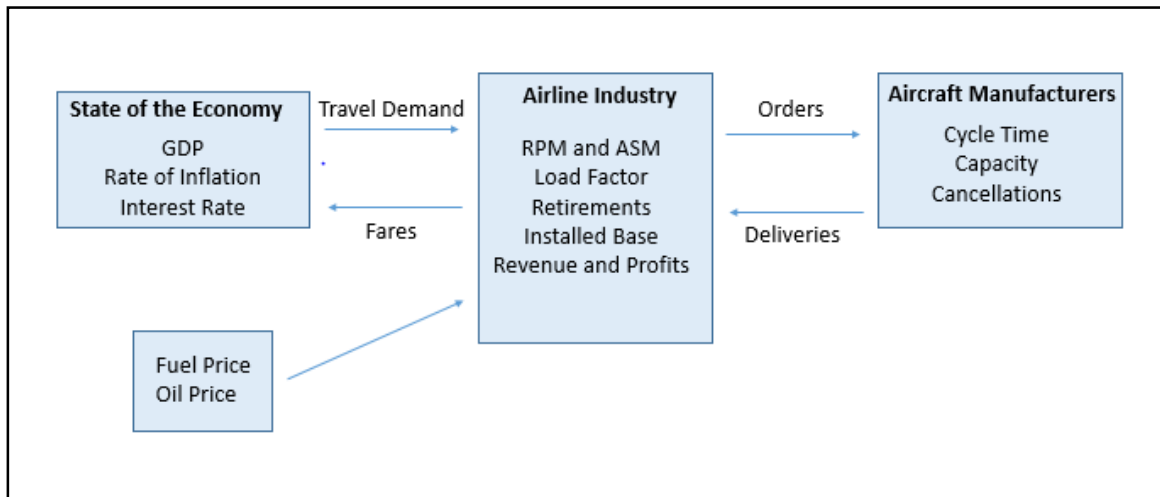 State of the Economy
GDP
Rate of Inflation
Interest Rate
Travel Demand
Fares
Airline Industry
RPM and ASM
Load Factor
Retirements
Installed Base
Revenue and Profits
Orders
Deliveries
Aircraft Manufacturers
Cycle Time
Capacity
Cancellations
Fuel Price
Oil Price